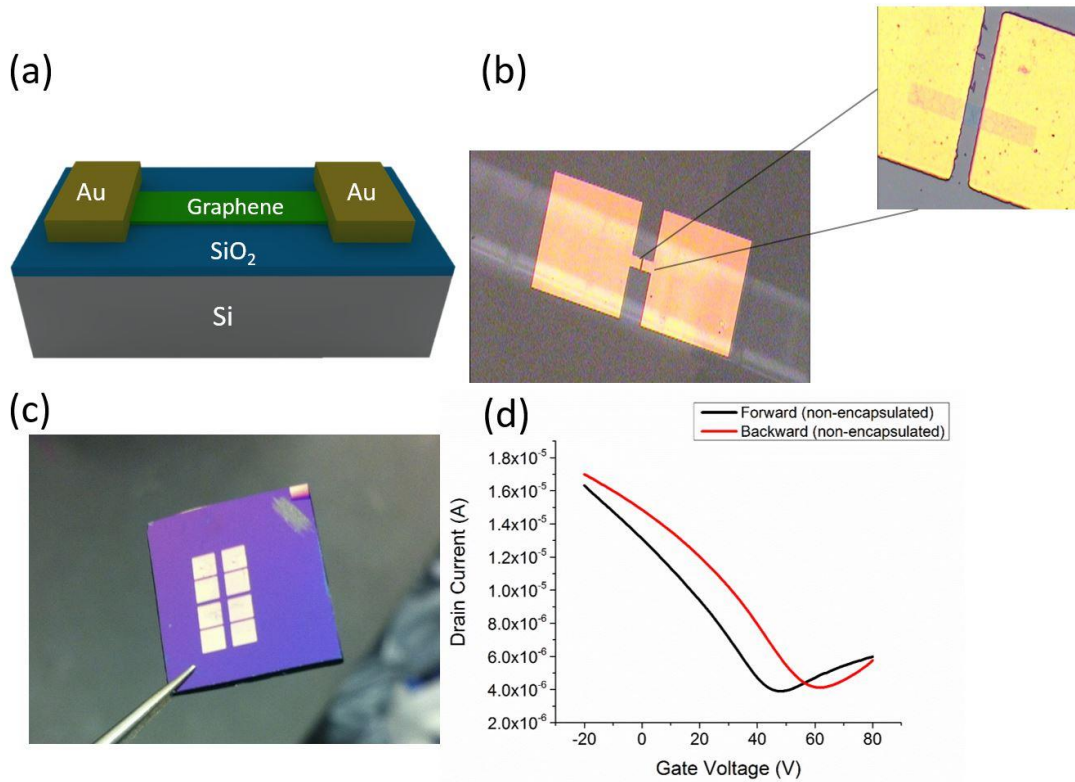 (a)
Au
Au
Graphene
SiO₂
Si
(b)
(c)
(d)
Forward (non-encapsulated)
Backward (non-encapsulated)
1.8x10⁻⁵
1.6x10⁻⁵
1.4x10⁻⁵
1.2x10⁻⁵
1.0x10⁻⁵
8.0x10⁻⁶
6.0x10⁻⁶
4.0x10⁻⁶
2.0x10⁻⁶
Drain Current (A)
-20 0 20 40 60 80
Gate Voltage (V)